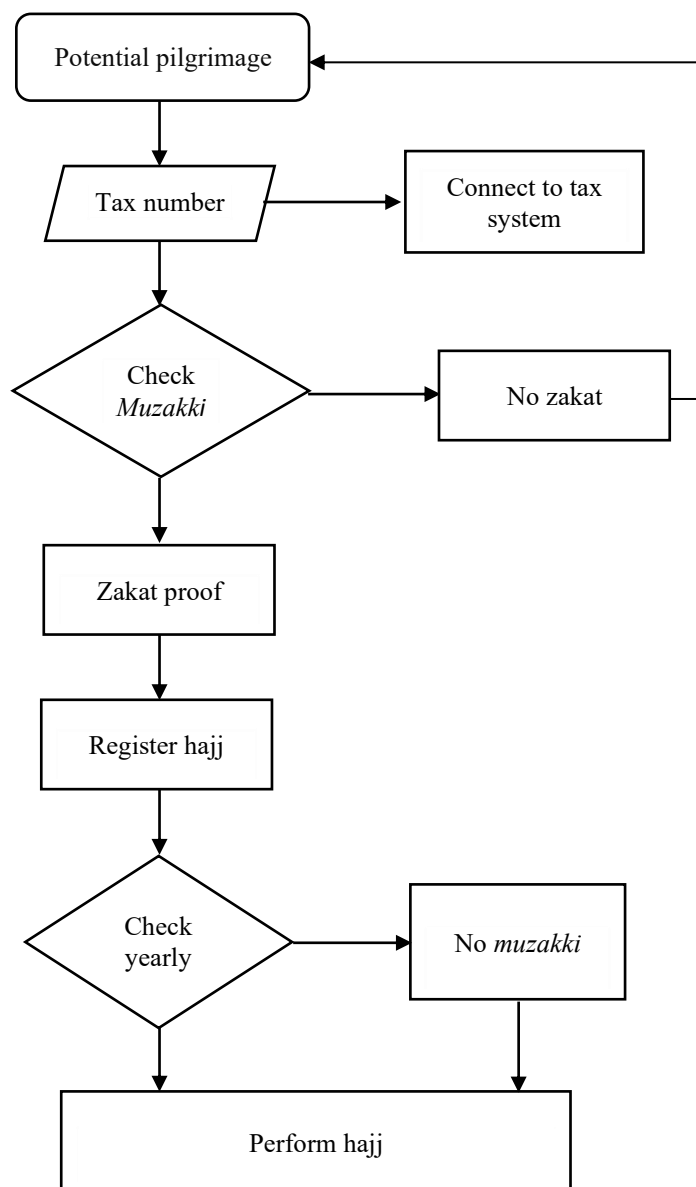 Potential pilgrimage
Tax number
Connect to tax
system
Check
Muzakki
No zakat
Zakat proof
Register hajj
Check
yearly
No muzakki
Perform hajj